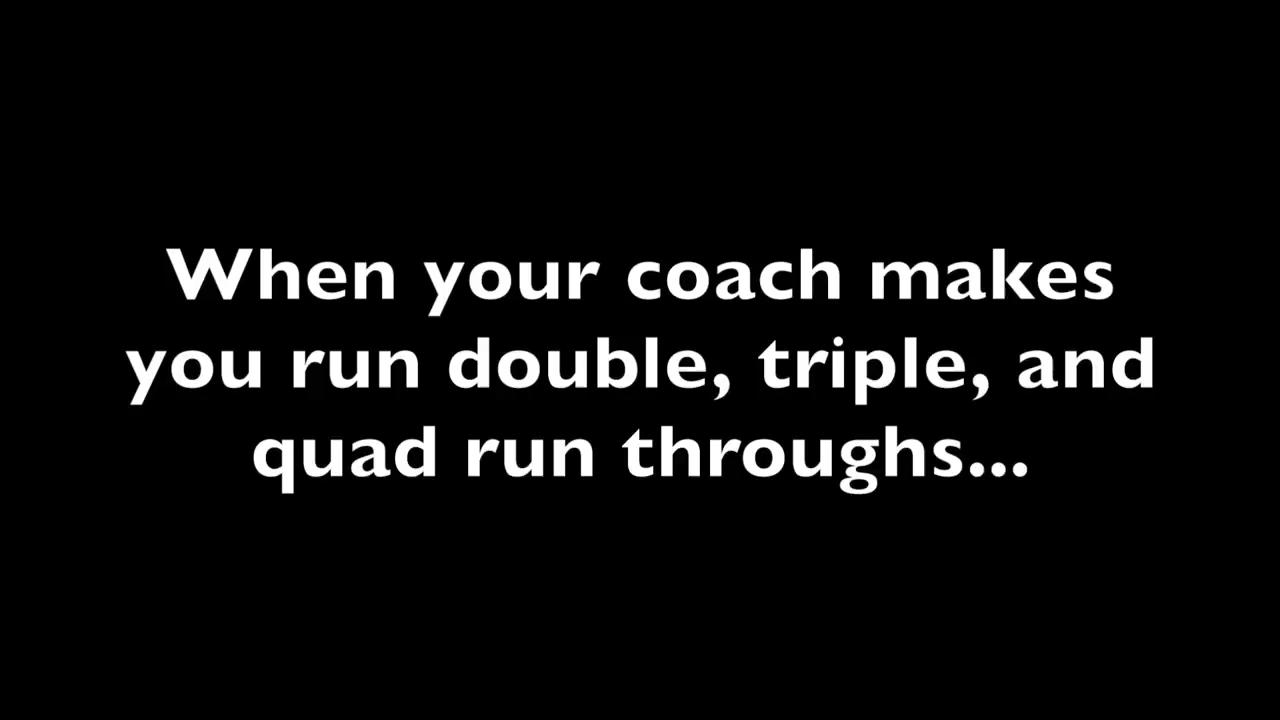 When your coach makes
you run double, triple, and
quad run throughs...